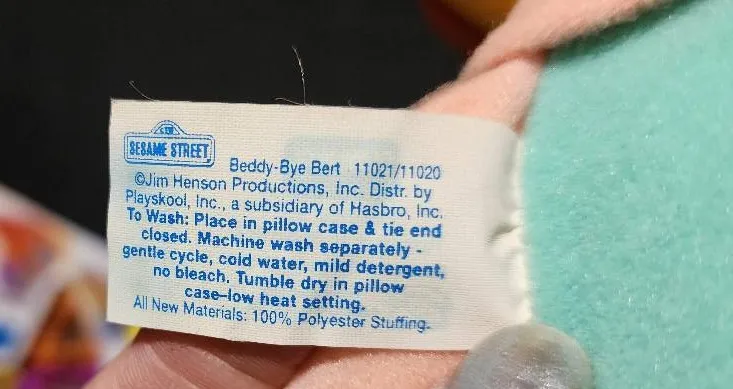 SESAME STREET
Beddy-Bye Bert 11021/11020
©Jim Henson Productions, Inc. Distr. by
Playskool, Inc., a subsidiary of Hasbro, Inc.
To Wash: Place in pillow case & tie end
closed. Machine wash separately -
gentle cycle, cold water, mild detergent,
no bleach. Tumble dry in pillow
case–low heat setting.
All New Materials: 100% Polyester Stuffing.